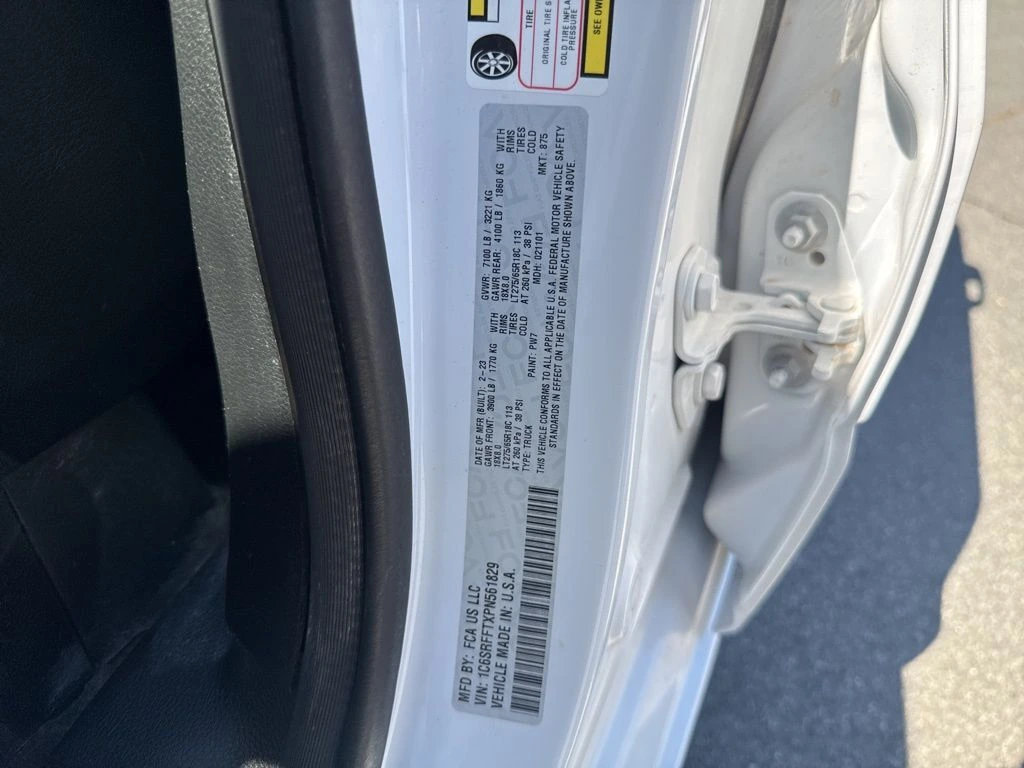 MFD BY: FCA US LLC
VIN: 1C6SRFFTXPN561829
VEHICLE MADE IN: U.S.A.
DATE OF MFR (BUILT): 2-23 GVWR: 7100 LB / 3221 KG
GAWR FRONT: 3900 LB / 1770 KG WITH GAWR REAR: 4100 LB / 1860 KG WITH
18X8.0 RIMS 18X8.0 RIMS
LT275/65R18C 113 TIRES LT275/65R18C 113 TIRES
AT 260 kPa / 38 PSI COLD AT 260 kPa / 38 PSI COLD
TYPE: TRUCK PAINT: PW7 MDH: 021101 MKT: 875
THIS VEHICLE CONFORMS TO ALL APPLICABLE U.S.A. FEDERAL MOTOR VEHICLE SAFETY
STANDARDS IN EFFECT ON THE DATE OF MANUFACTURE SHOWN ABOVE.
TIRE
ORIGINAL TIRE S
COLD TIRE INFLA
PRESSURE
SEE OW